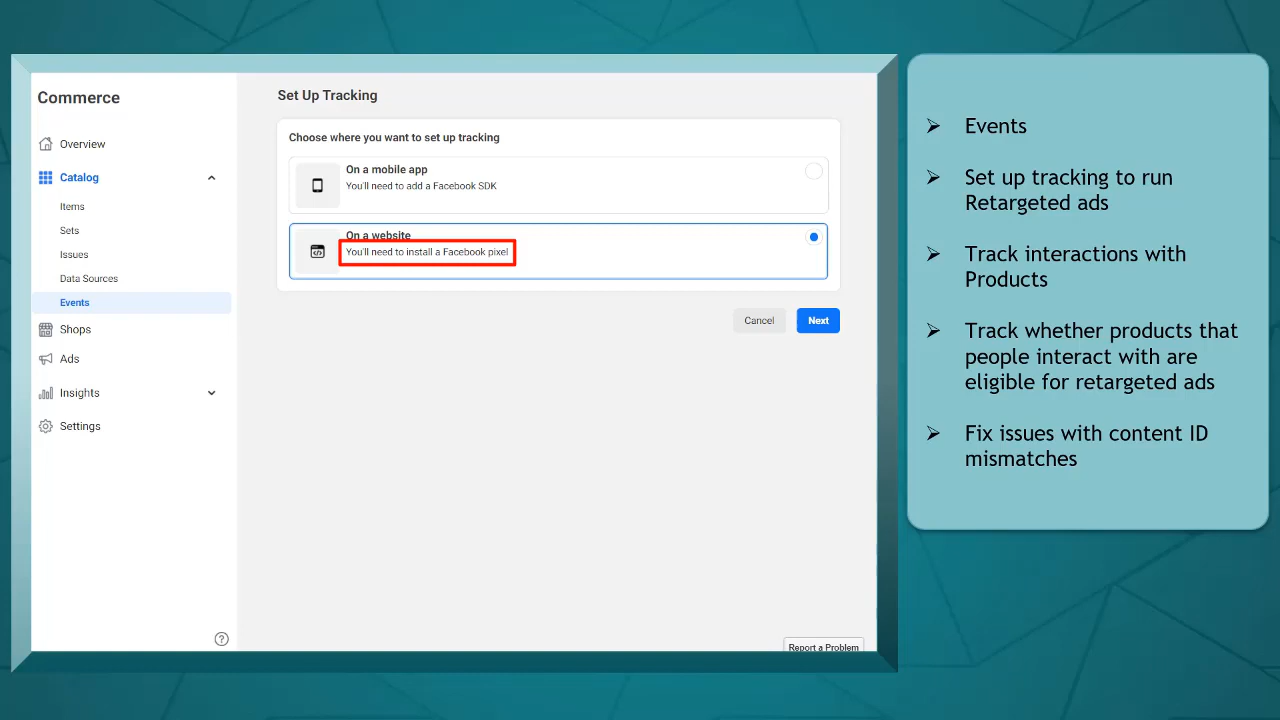 Commerce
Overview
Catalog
Items
Sets
Issues
Data Sources
Events
Shops
Ads
Insights
Settings
Set Up Tracking
Choose where you want to set up tracking
On a mobile app
You'll need to add a Facebook SDK
On a website
You'll need to install a Facebook pixel
Cancel
Next
Report a Problem
Events
Set up tracking to run
Retargeted ads
Track interactions with
Products
Track whether products that
people interact with are
eligible for retargeted ads
Fix issues with content ID
mismatches